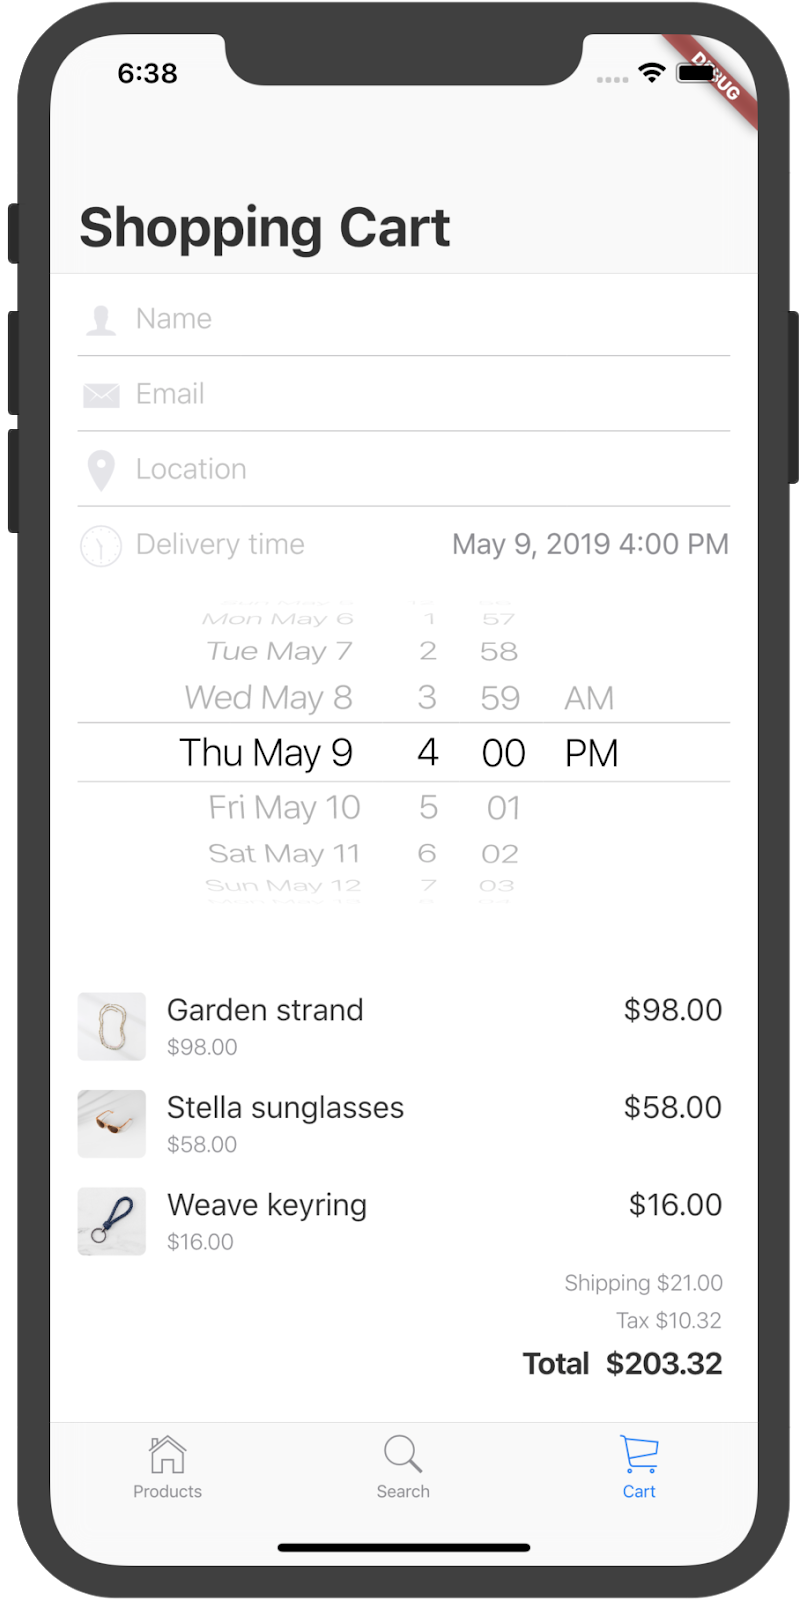 6:38
DEBUG
Shopping Cart
Name
Email
Location
Delivery time May 9, 2019 4:00 PM
Mon May 6 1 57
Tue May 7 2 58
Wed May 8 3 59 AM
Thu May 9 4 00 PM
Fri May 10 5 01
Sat May 11 6 02
Sun May 12 7 03
Garden strand $98.00
$98.00
Stella sunglasses $58.00
$58.00
Weave keyring $16.00
$16.00
Shipping $21.00
Tax $10.32
Total $203.32
Products Search Cart